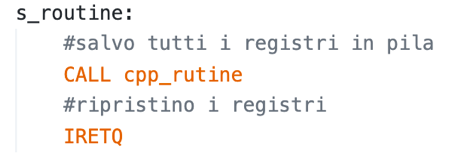 s_routine:
#salvo tutti i registri in pila
CALL cpp_rutine
#ripristino i registri
IRETQ